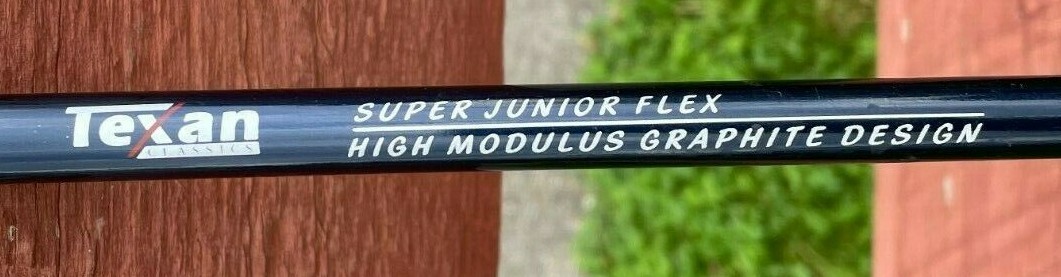 Texan
CLASSICS
SUPER JUNIOR FLEX
HIGH MODULUS GRAPHITE DESIGN